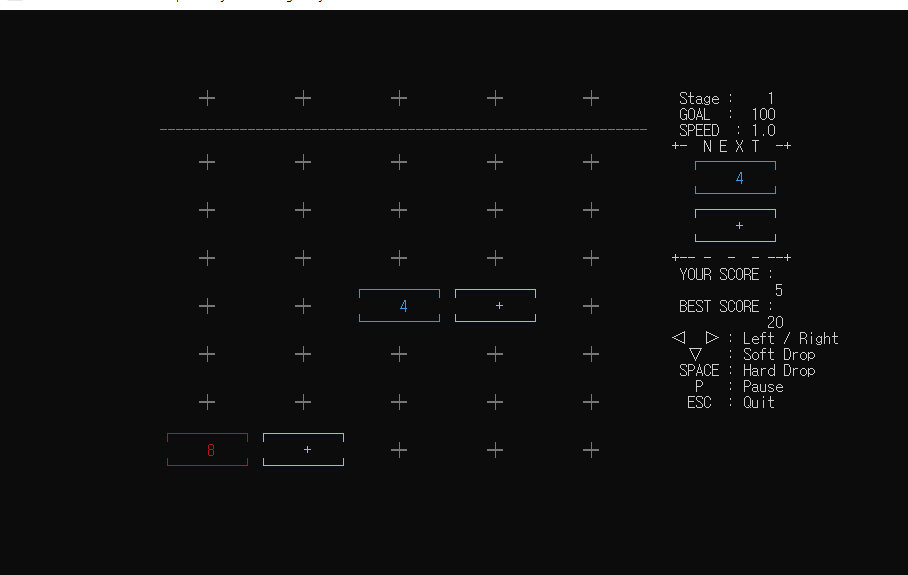 + + + + +
-------------------------------------------------------------
+ + + + +
+ + + + +
+ + + + +
+ + 4 + +
+ + + + +
+ + + + +
8 + + + +
Stage : 1
GOAL : 100
SPEED : 1.0
+- N E X T -+
4
+
+-- - - - --+
YOUR SCORE :
5
BEST SCORE :
20
◁ ▷ : Left / Right
▽ : Soft Drop
SPACE : Hard Drop
P : Pause
ESC : Quit